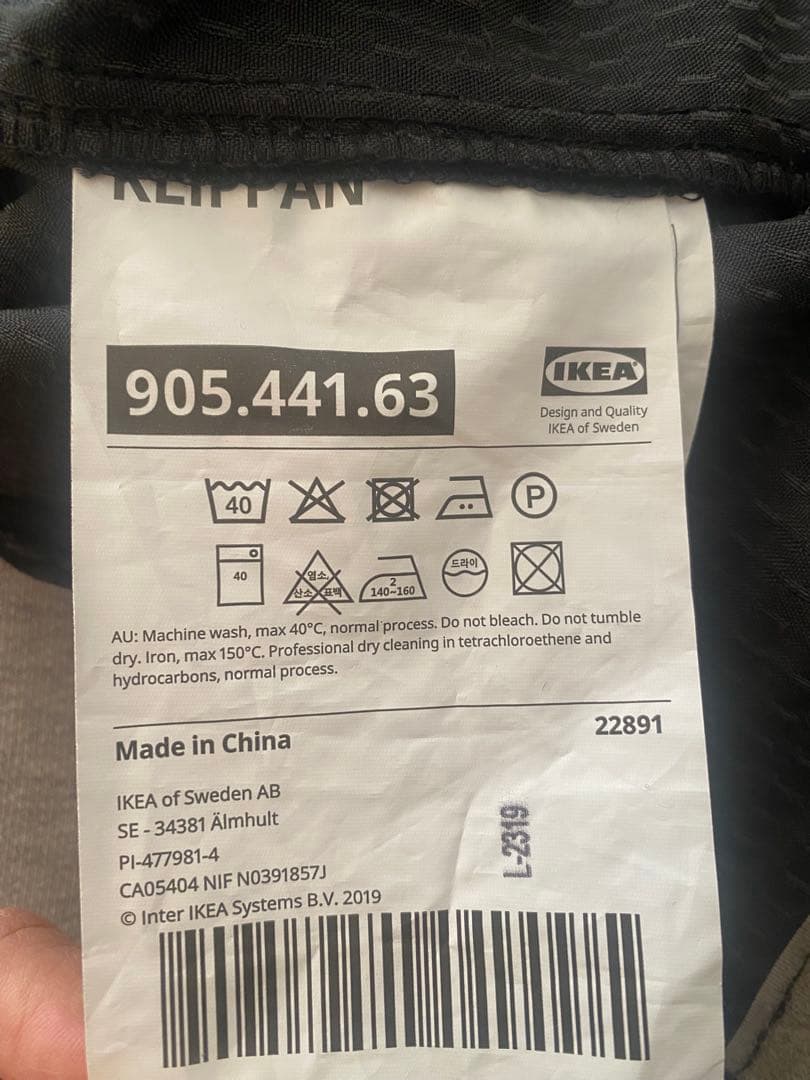 KLIPPAN
905.441.63
IKEA
Design and Quality
IKEA of Sweden
40
P
40
염소,
산소 표백
2
140~160
드라이
AU: Machine wash, max 40°C, normal process. Do not bleach. Do not tumble
dry. Iron, max 150°C. Professional dry cleaning in tetrachloroethene and
hydrocarbons, normal process.
22891
Made in China
IKEA of Sweden AB
SE - 34381 Älmhult
PI-477981-4
CA05404 NIF N0391857J
© Inter IKEA Systems B.V. 2019
L-2319